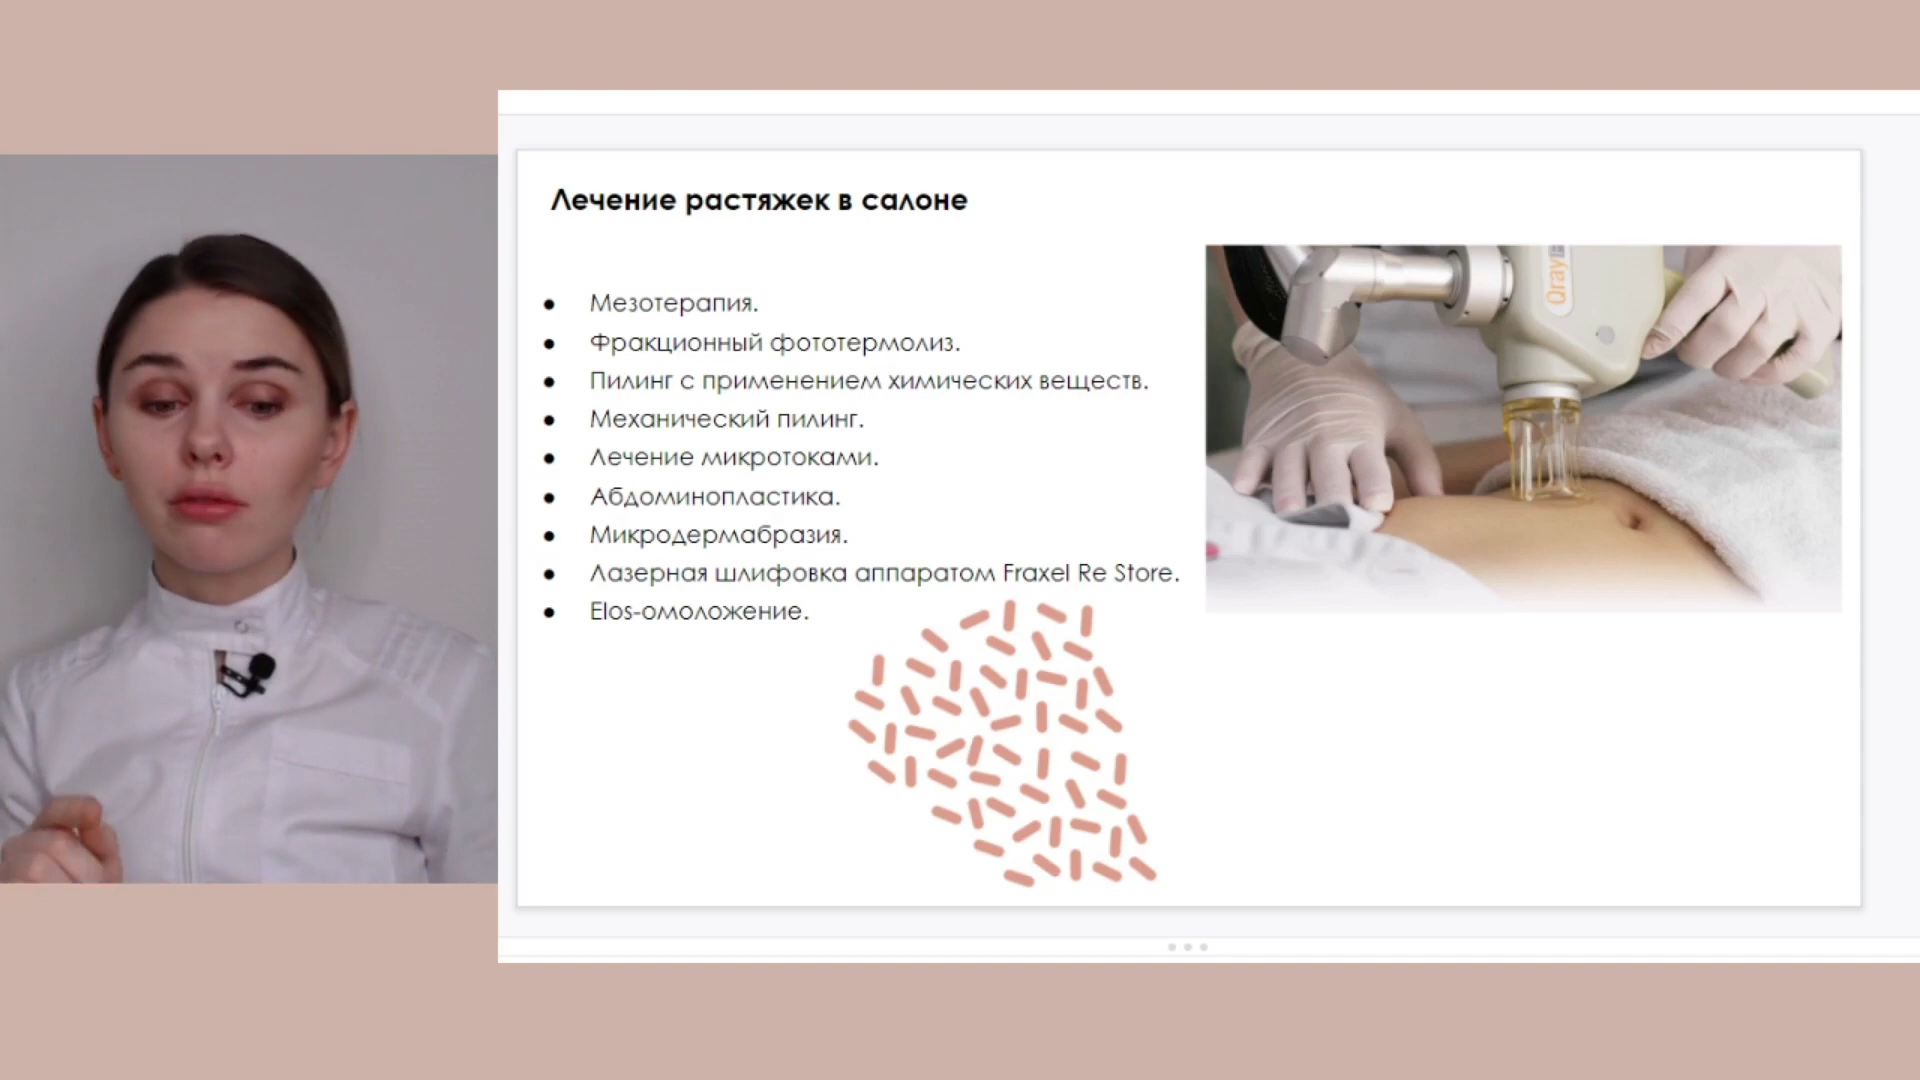 Лечение растяжек в салоне
● Мезотерапия.
● Фракционный фототермолиз.
● Пилинг с применением химических веществ.
● Механический пилинг.
● Лечение микротоками.
● Абдоминопластика.
● Микродермабразия.
● Лазерная шлифовка аппаратом Fraxel Re Store.
● Elos-омоложение.